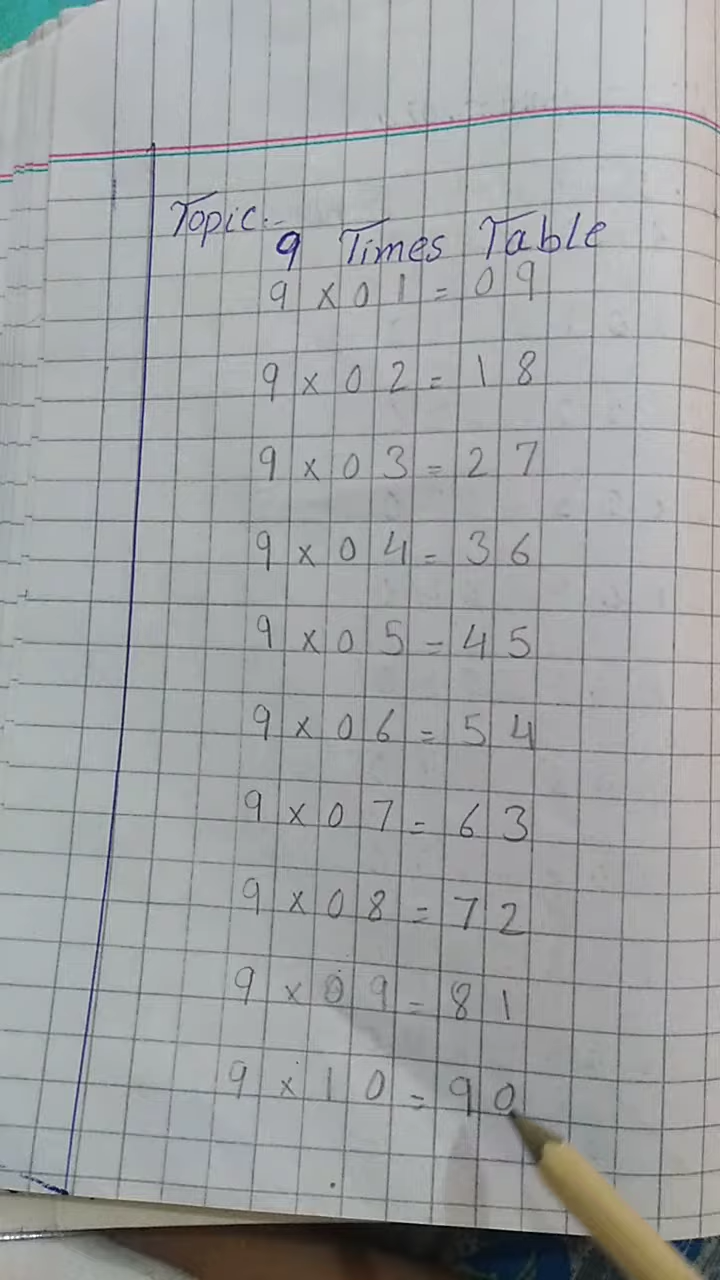 Topic:-
9 Times Table
9 x 01 = 09
9 x 02 = 18
9 x 03 = 27
9 x 04 = 36
9 x 05 = 45
9 x 06 = 54
9 x 07 = 63
9 x 08 = 72
9 x 09 = 81
9 x 10 = 90